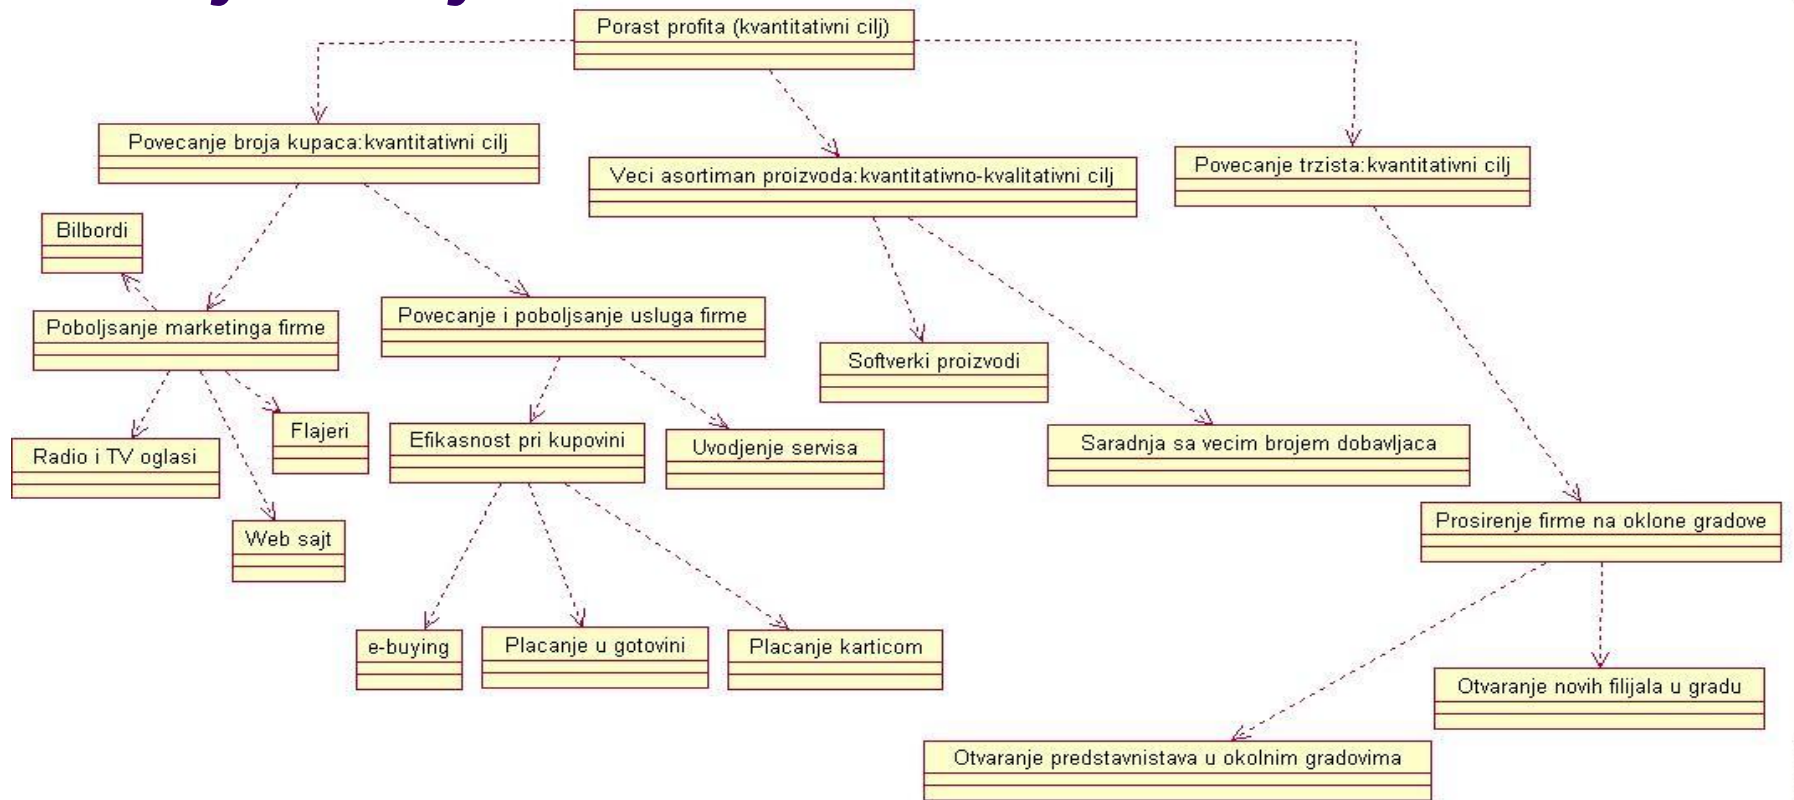 Porast profita (kvantitativni cilj)
Povecanje broja kupaca:kvantitativni cilj
Veci asortiman proizvoda:kvantitativno-kvalitativni cilj
Povecanje trzista:kvantitativni cilj
Bilbordi
Poboljsanje marketinga firme
Povecanje i poboljsanje usluga firme
Softverki proizvodi
Radio i TV oglasi
Flajeri
Efikasnost pri kupovini
Uvodjenje servisa
Saradnja sa vecim brojem dobavljaca
Web sajt
Prosirenje firme na oklone gradove
e-buying
Placanje u gotovini
Placanje karticom
Otvaranje novih filijala u gradu
Otvaranje predstavnistava u okolnim gradovima